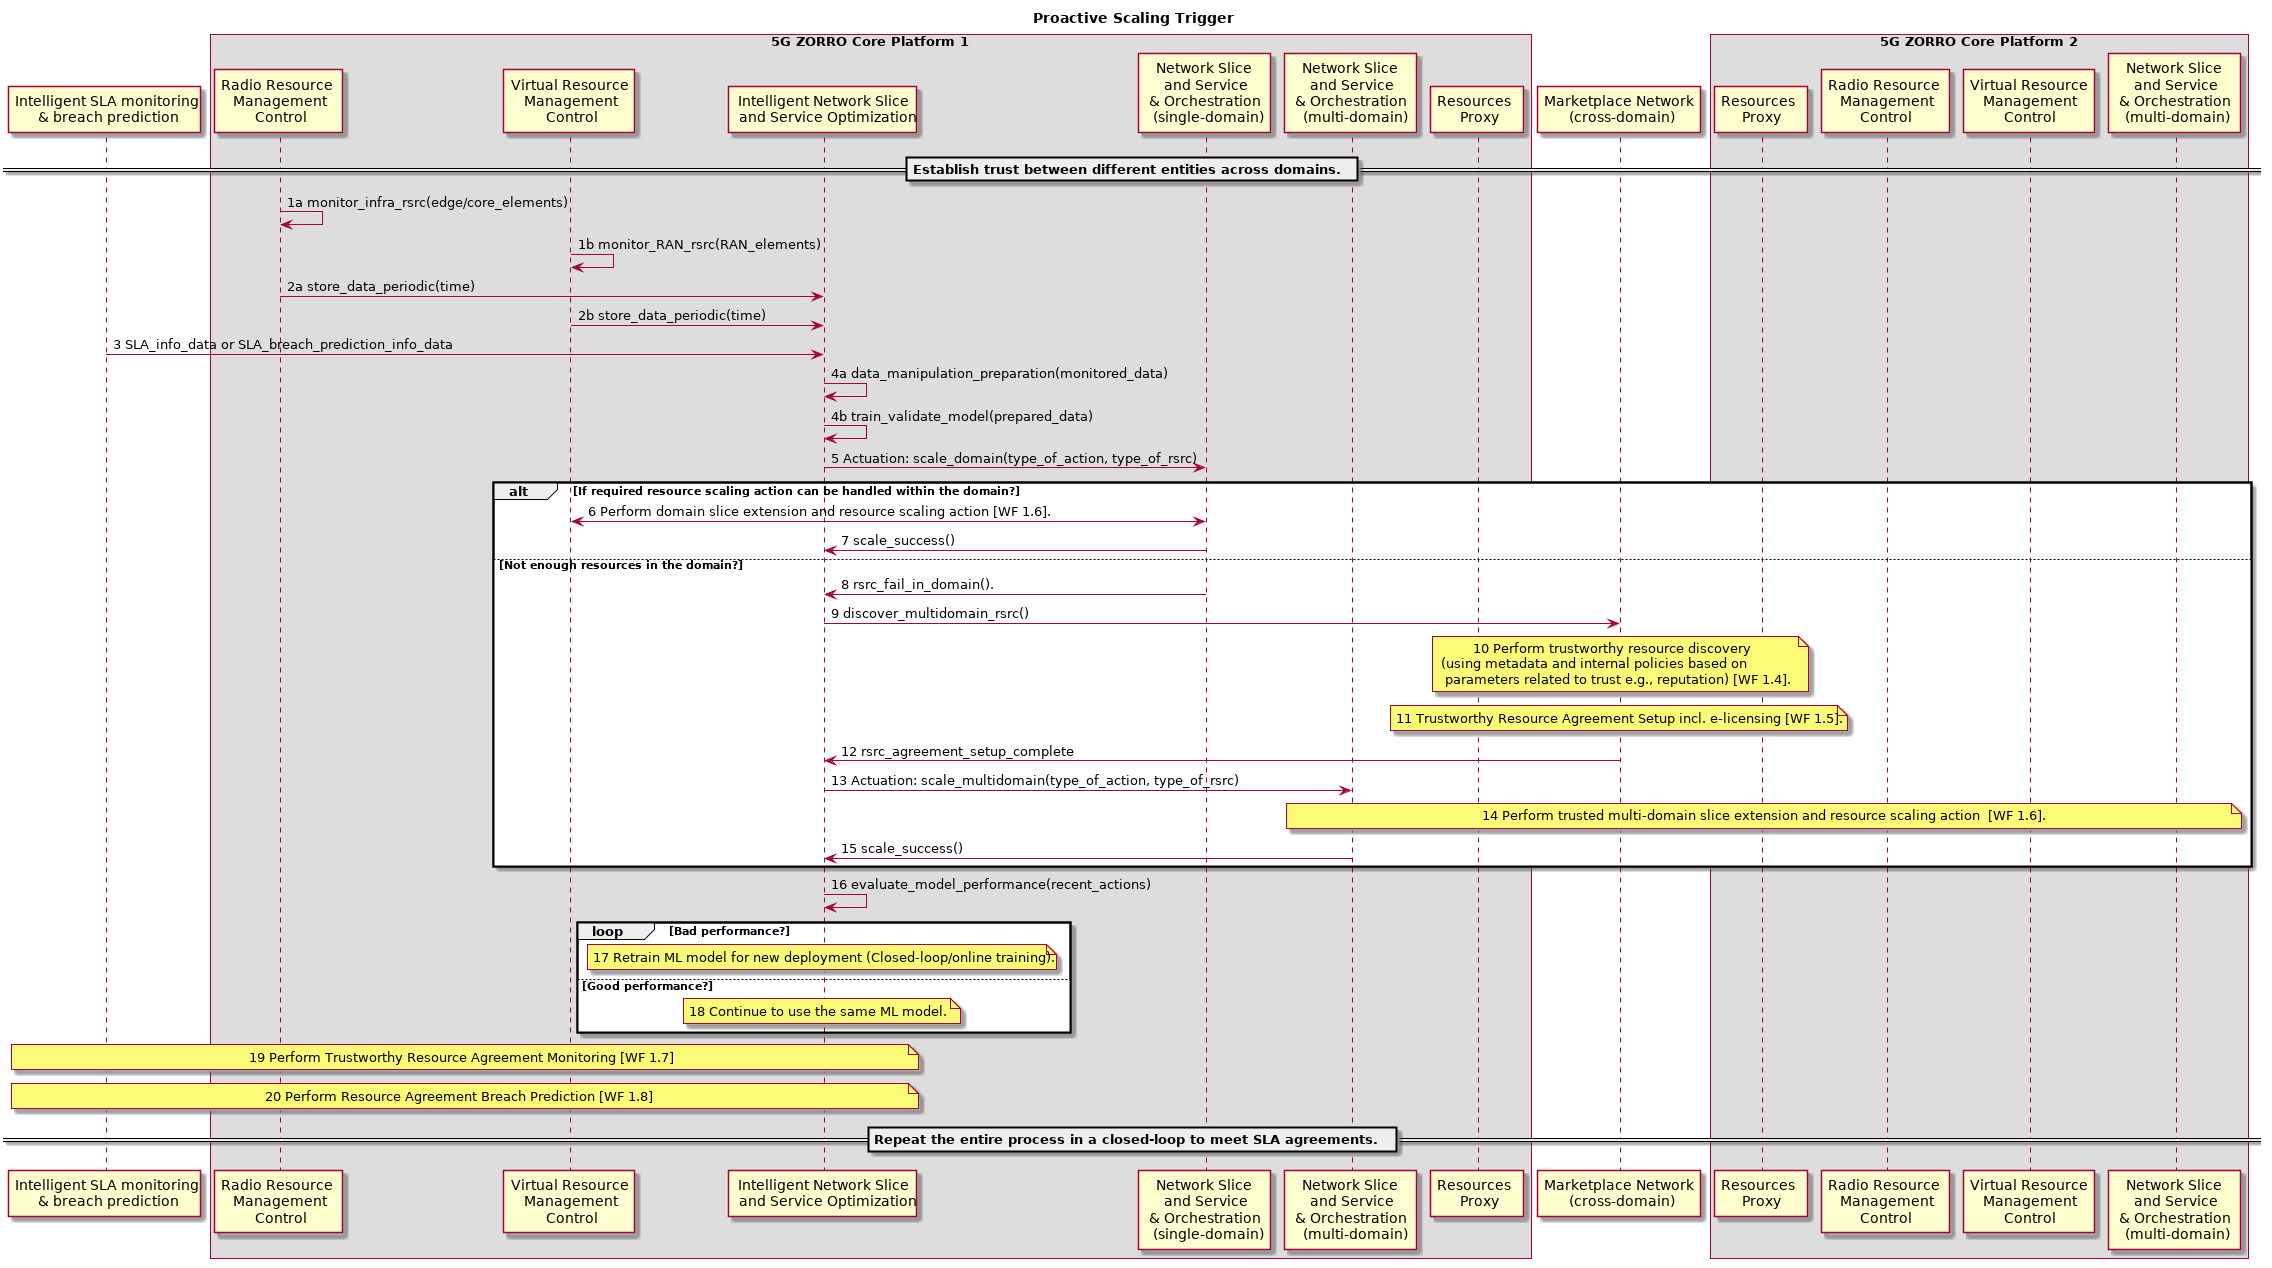 Proactive Scaling Trigger
5G ZORRO Core Platform 1
5G ZORRO Core Platform 2
Intelligent SLA monitoring
& breach prediction
Radio Resource
Management
Control
Virtual Resource
Management
Control
Intelligent Network Slice
and Service Optimization
Network Slice
and Service
& Orchestration
(single-domain)
Network Slice
and Service
& Orchestration
(multi-domain)
Resources
Proxy
Marketplace Network
(cross-domain)
Resources
Proxy
Radio Resource
Management
Control
Virtual Resource
Management
Control
Network Slice
and Service
& Orchestration
(multi-domain)
Establish trust between different entities across domains.
1a monitor_infra_rsrc(edge/core_elements)
1b monitor_RAN_rsrc(RAN_elements)
2a store_data_periodic(time)
2b store_data_periodic(time)
3 SLA_info_data or SLA_breach_prediction_info_data
4a data_manipulation_preparation(monitored_data)
4b train_validate_model(prepared_data)
5 Actuation: scale_domain(type_of_action, type_of_rsrc)
alt [If required resource scaling action can be handled within the domain?]
6 Perform domain slice extension and resource scaling action [WF 1.6].
7 scale_success()
[Not enough resources in the domain?]
8 rsrc_fail_in_domain().
9 discover_multidomain_rsrc()
10 Perform trustworthy resource discovery
(using metadata and internal policies based on
parameters related to trust e.g., reputation) [WF 1.4].
11 Trustworthy Resource Agreement Setup incl. e-licensing [WF 1.5].
12 rsrc_agreement_setup_complete
13 Actuation: scale_multidomain(type_of_action, type_of_rsrc)
14 Perform trusted multi-domain slice extension and resource scaling action [WF 1.6].
15 scale_success()
16 evaluate_model_performance(recent_actions)
loop [Bad performance?]
17 Retrain ML model for new deployment (Closed-loop/online training).
[Good performance?]
18 Continue to use the same ML model.
19 Perform Trustworthy Resource Agreement Monitoring [WF 1.7]
20 Perform Resource Agreement Breach Prediction [WF 1.8]
Repeat the entire process in a closed-loop to meet SLA agreements.
Intelligent SLA monitoring
& breach prediction
Radio Resource
Management
Control
Virtual Resource
Management
Control
Intelligent Network Slice
and Service Optimization
Network Slice
and Service
& Orchestration
(single-domain)
Network Slice
and Service
& Orchestration
(multi-domain)
Resources
Proxy
Marketplace Network
(cross-domain)
Resources
Proxy
Radio Resource
Management
Control
Virtual Resource
Management
Control
Network Slice
and Service
& Orchestration
(multi-domain)